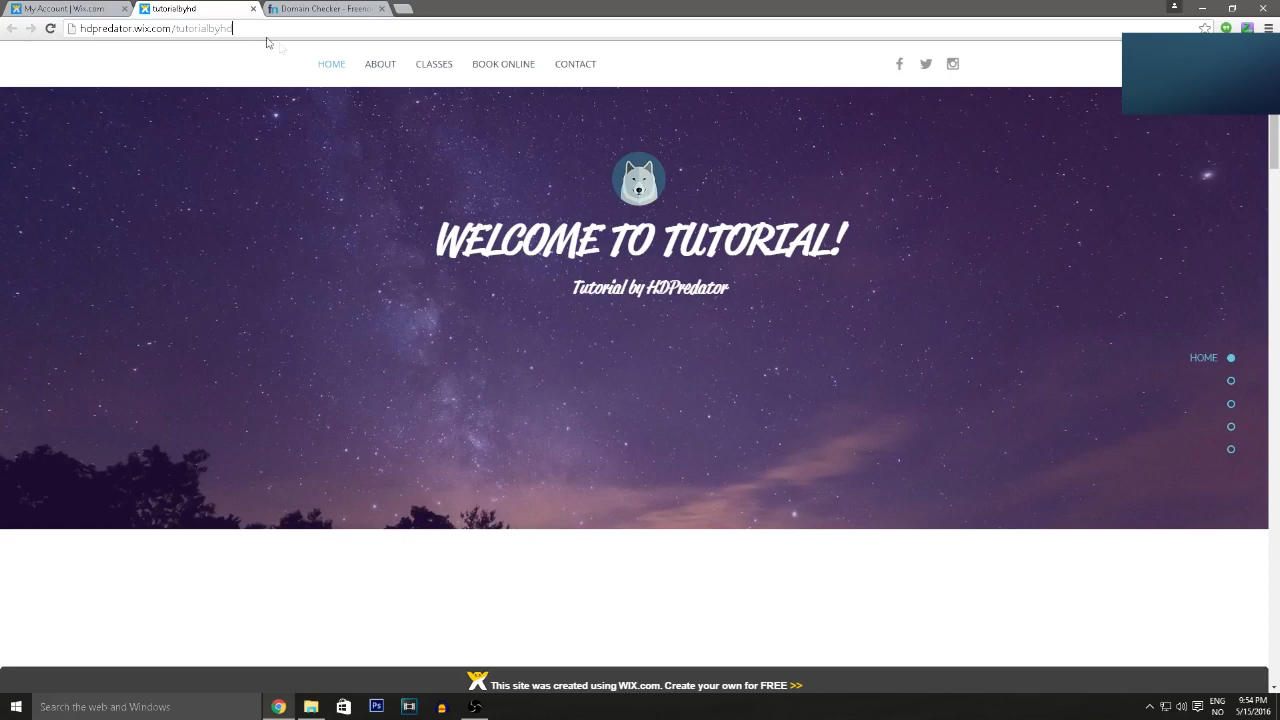 My Account | Wix.com
tutorialbyhd
Domain Checker - Freeno
hdpredator.wix.com/tutorialbyhd
HOME
ABOUT
CLASSES
BOOK ONLINE
CONTACT
WELCOME TO TUTORIAL!
Tutorial by HDPredator
HOME
This site was created using WIX.com. Create your own for FREE >>
Search the web and Windows
Ps
ENG
NO
9:54 PM
5/15/2016